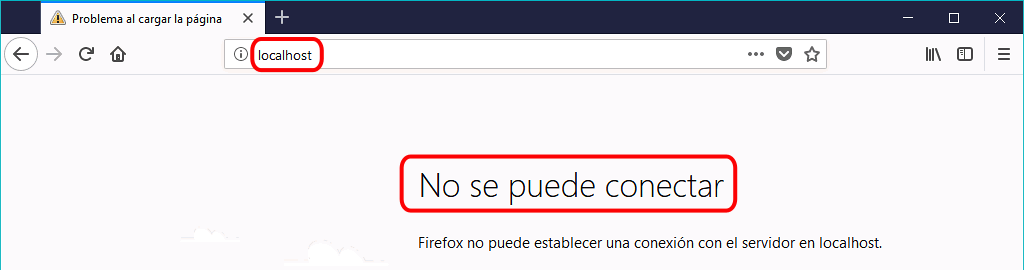 Problema al cargar la página
localhost
No se puede conectar
Firefox no puede establecer una conexión con el servidor en localhost.